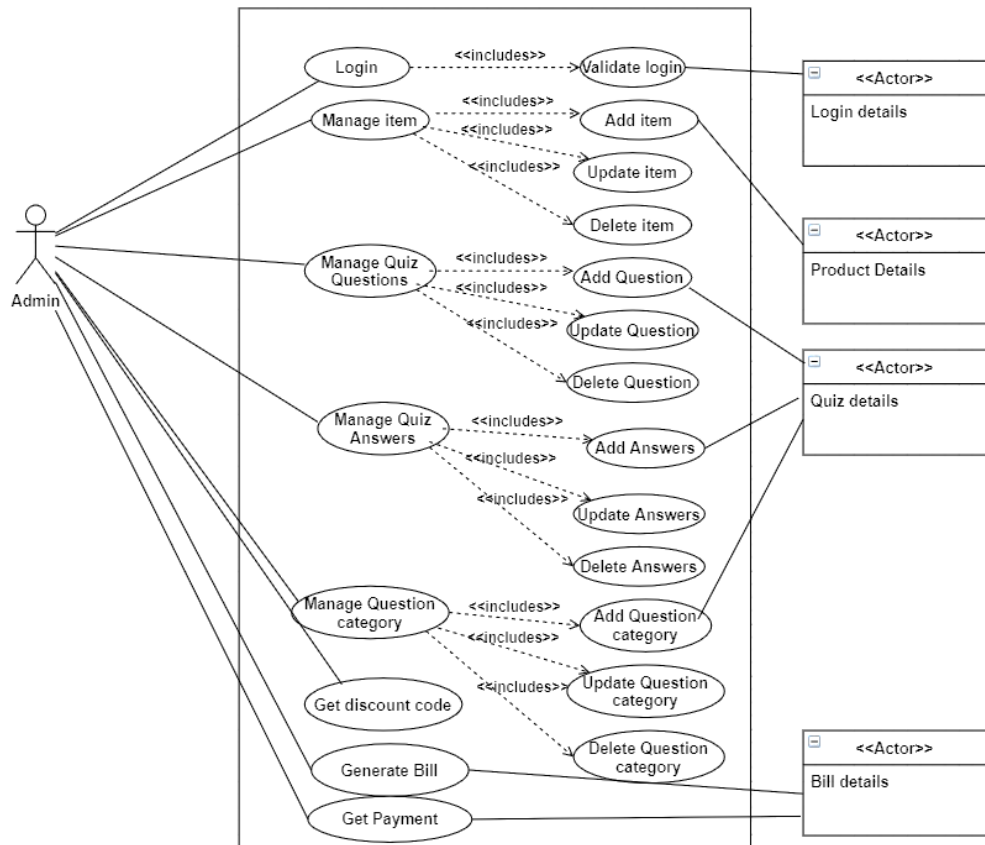 Login
<<includes>>
Validate login
<<Actor>>
Login details
Manage item
<<includes>>
Add item
<<includes>>
Update item
<<includes>>
Delete item
<<Actor>>
Product Details
Admin
Manage Quiz
Questions
<<includes>>
Add Question
<<includes>>
Update Question
<<includes>>
Delete Question
<<Actor>>
Quiz details
Manage Quiz
Answers
<<includes>>
Add Answers
<<includes>>
Update Answers
<<includes>>
Delete Answers
Manage Question
category
<<includes>>
Add Question
category
<<includes>>
Update Question
category
<<includes>>
Delete Question
category
Get discount code
Generate Bill
Get Payment
<<Actor>>
Bill details